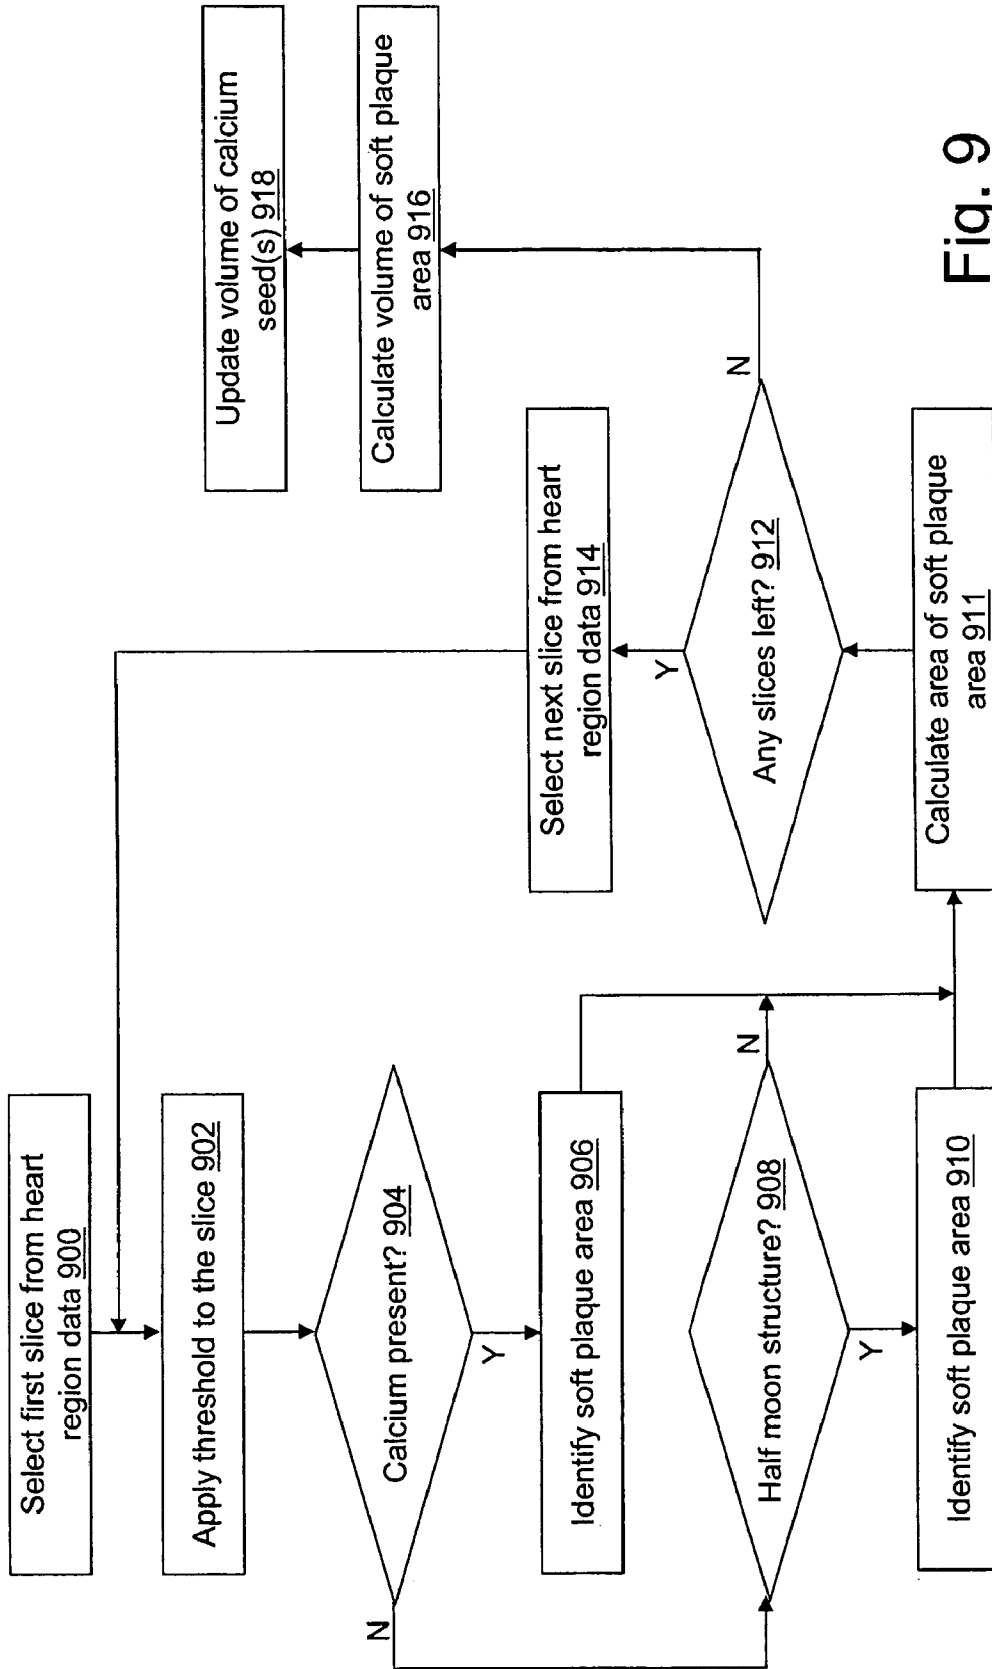 Select first slice from heart
region data 900
Apply threshold to the slice 902
Calcium present? 904
N
Y
Identify soft plaque area 906
Half moon structure? 908
N
Y
Identify soft plaque area 910
Calculate area of soft plaque
area 911
Any slices left? 912
Y
N
Select next slice from heart
region data 914
Calculate volume of soft plaque
area 916
Update volume of calcium
seed(s) 918
Fig. 9